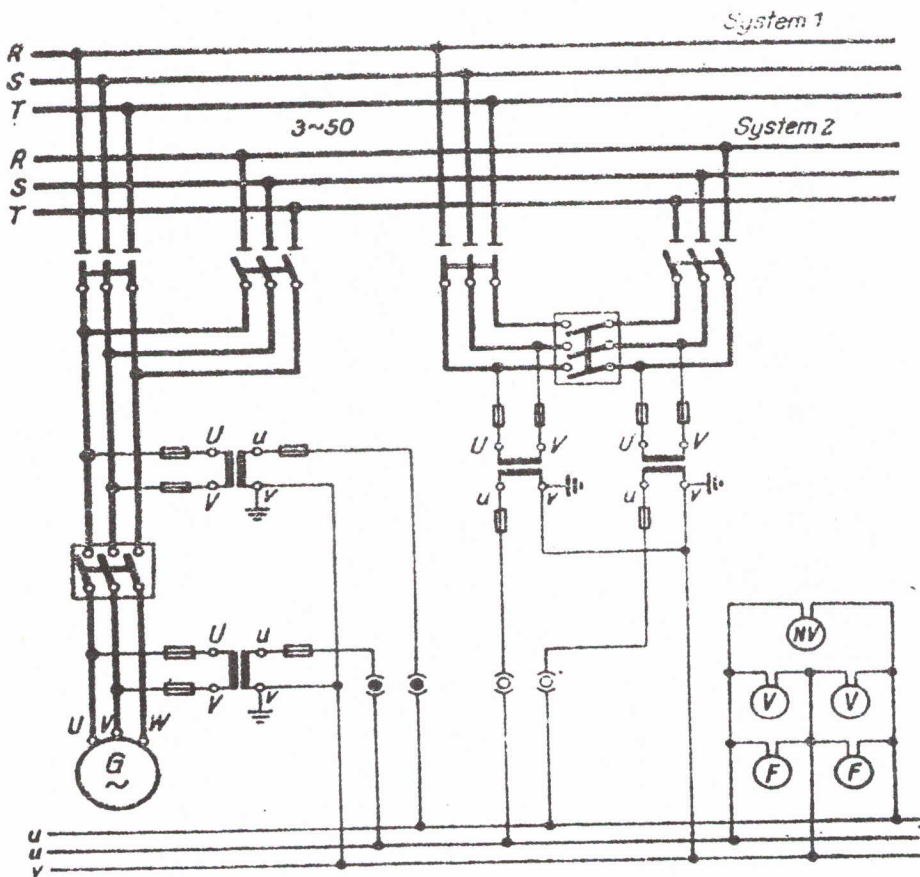 System 1
R
S
T
3~50
System 2
R
S
T
U u
V v
U V
u v
U V
u v
U u
V v
U V W
G
~
NV
V V
F F
u
u
v